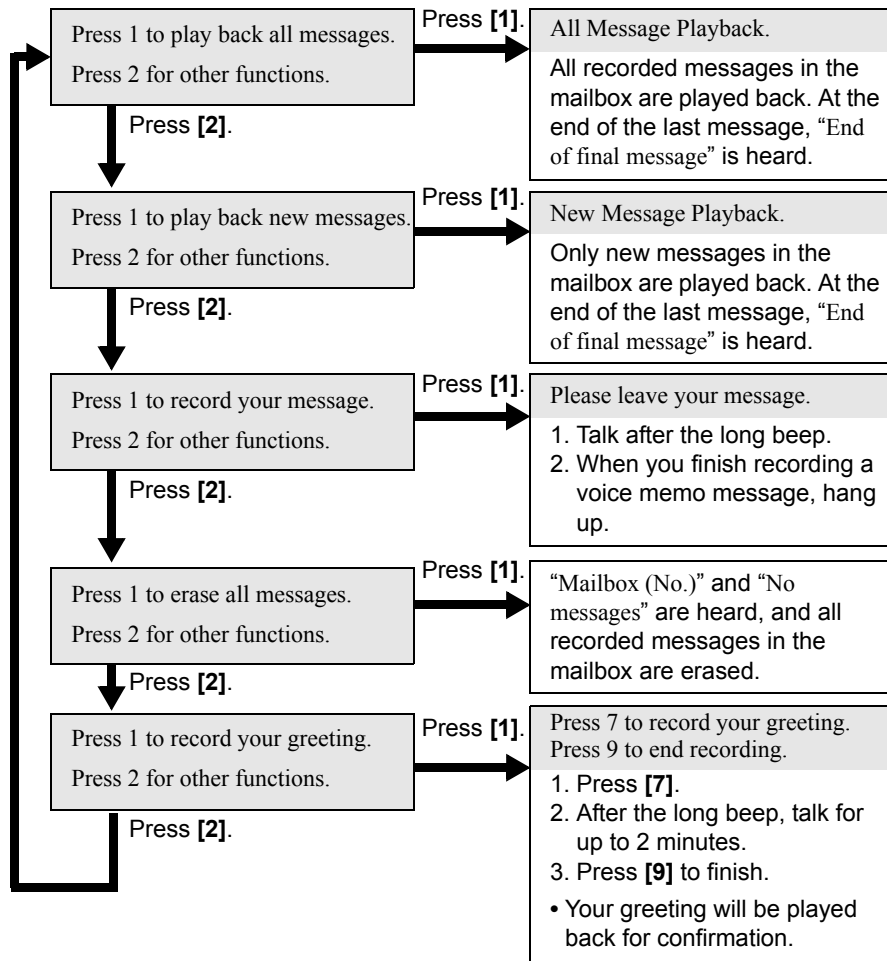 Press 1 to play back all messages.
Press 2 for other functions.
Press [1].
All Message Playback.
All recorded messages in the
mailbox are played back. At the
end of the last message, “End
of final message” is heard.
Press [2].
Press 1 to play back new messages.
Press 2 for other functions.
Press [1].
New Message Playback.
Only new messages in the
mailbox are played back. At the
end of the last message, “End
of final message” is heard.
Press [2].
Press 1 to record your message.
Press 2 for other functions.
Press [1].
Please leave your message.
1. Talk after the long beep.
2. When you finish recording a
voice memo message, hang
up.
Press [2].
Press 1 to erase all messages.
Press 2 for other functions.
Press [1].
“Mailbox (No.)” and “No
messages” are heard, and all
recorded messages in the
mailbox are erased.
Press [2].
Press 1 to record your greeting.
Press 2 for other functions.
Press [1].
Press 7 to record your greeting.
Press 9 to end recording.
1. Press [7].
2. After the long beep, talk for
up to 2 minutes.
3. Press [9] to finish.
• Your greeting will be played
back for confirmation.
Press [2].